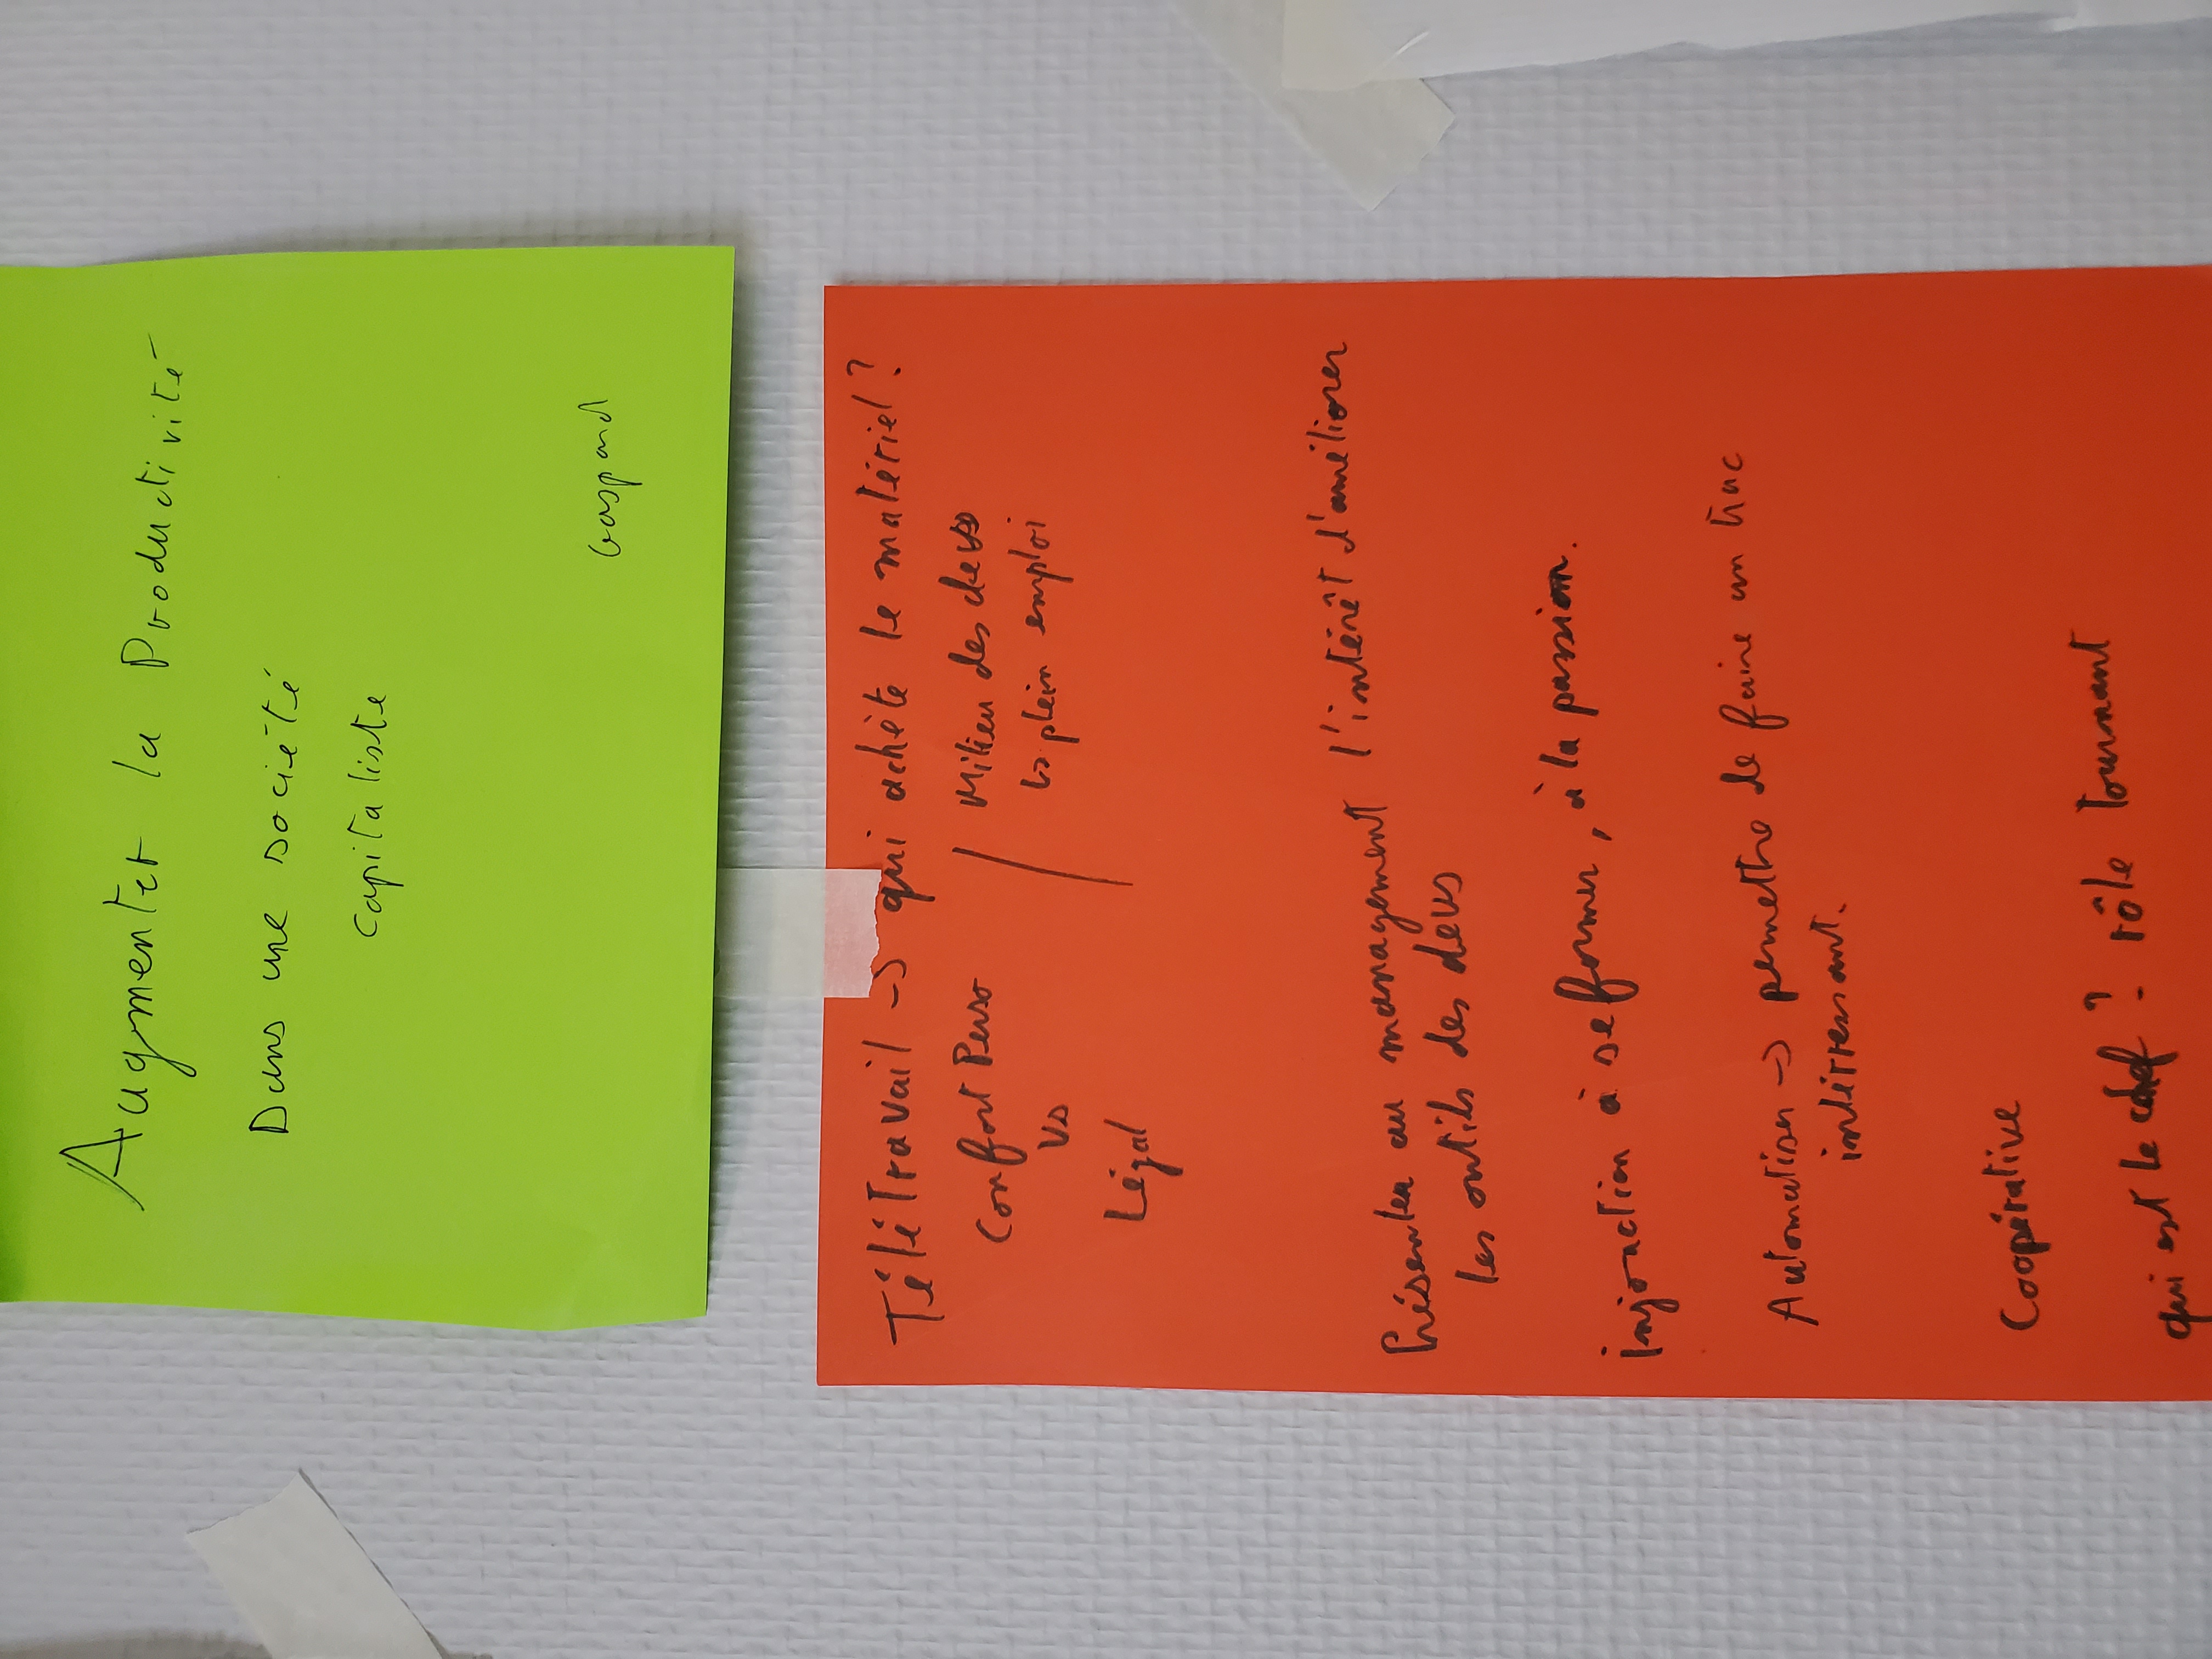 Augmenter la Productivité
Dans une société
capitaliste
Gaspard
Télétravail -> qui achète le matériel ?
Confort Perso
vs
Légal
/
Milieu des devs
↳ plein emploi
Présenter au management l'intérêt d'améliorer
les outils des devs
injonction à se former, à la passion.
Automatiser -> permettre de faire un truc
intérressant.
Coopérative
qui est le chef ? rôle tournant